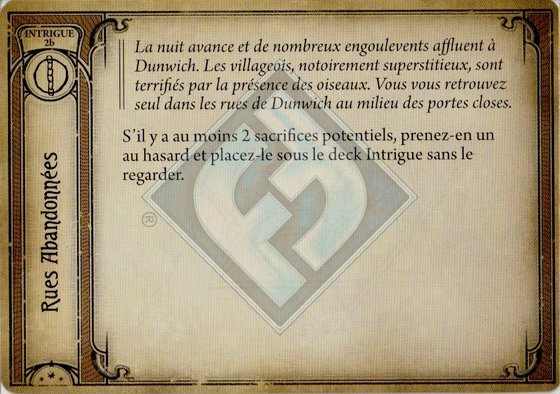 INTRIGUE
2b
La nuit avance et de nombreux engoulevents affluent à
Dunwich. Les villageois, notoirement superstitieux, sont
terrifiés par la présence des oiseaux. Vous vous retrouvez
seul dans les rues de Dunwich au milieu des portes closes.
S'il y a au moins 2 sacrifices potentiels, prenez-en un
au hasard et placez-le sous le deck Intrigue sans le
regarder.
Rues Abandonnées
®